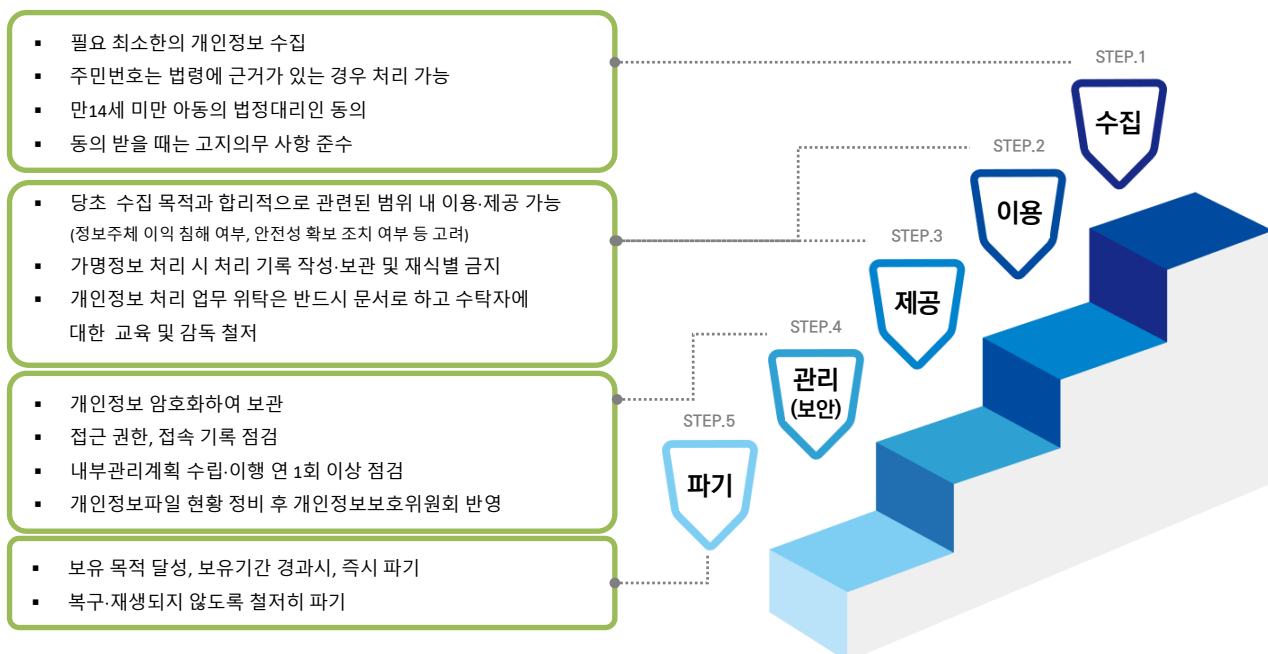 ▪ 필요 최소한의 개인정보 수집
▪ 주민번호는 법령에 근거가 있는 경우 처리 가능
▪ 만14세 미만 아동의 법정대리인 동의
▪ 동의 받을 때는 고지의무 사항 준수
▪ 당초 수집 목적과 합리적으로 관련된 범위 내 이용·제공 가능
(정보주체 이익 침해 여부, 안전성 확보 조치 여부 등 고려)
▪ 가명정보 처리 시 처리 기록 작성·보관 및 재식별 금지
▪ 개인정보 처리 업무 위탁은 반드시 문서로 하고 수탁자에
대한 교육 및 감독 철저
▪ 개인정보 암호화하여 보관
▪ 접근 권한, 접속 기록 점검
▪ 내부관리계획 수립·이행 연 1회 이상 점검
▪ 개인정보파일 현황 정비 후 개인정보보호위원회 반영
▪ 보유 목적 달성, 보유기간 경과시, 즉시 파기
▪ 복구·재생되지 않도록 철저히 파기
STEP.1
수집
STEP.2
이용
STEP.3
제공
STEP.4
관리
(보안)
STEP.5
파기